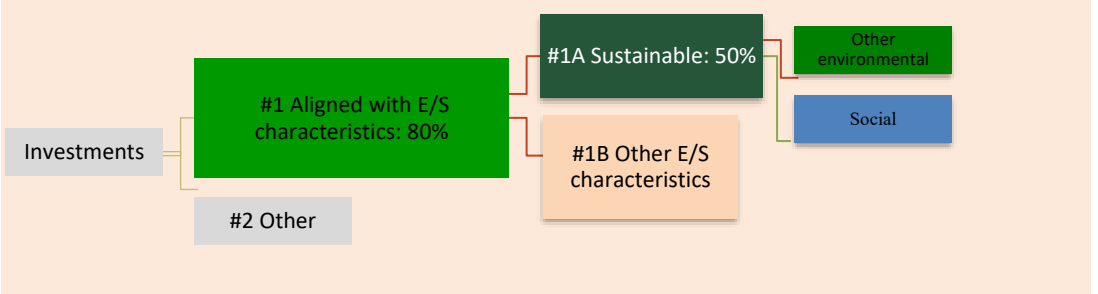 Investments
#1 Aligned with E/S
characteristics: 80%
#2 Other
#1A Sustainable: 50%
#1B Other E/S
characteristics
Other
environmental
Social